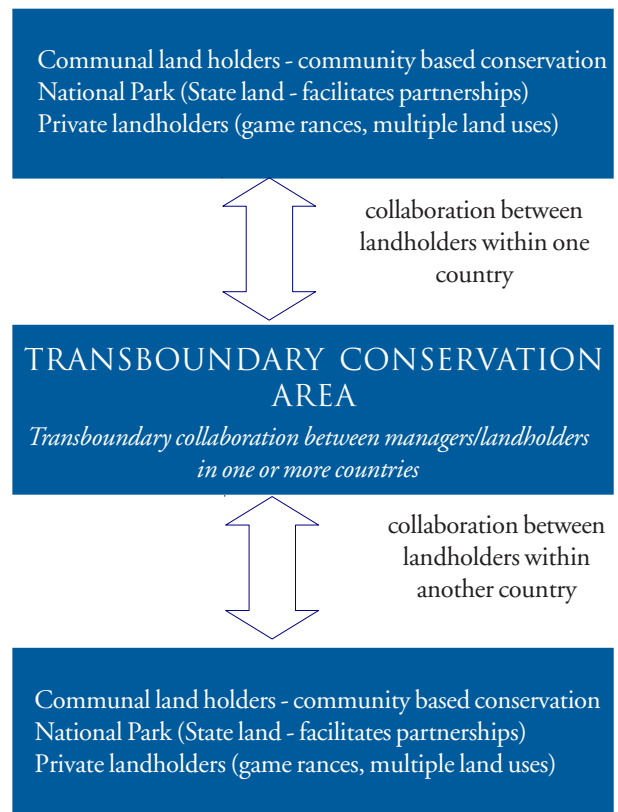 Communal land holders - community based conservation
National Park (State land - facilitates partnerships)
Private landholders (game rances, multiple land uses)
collaboration between
landholders within one
country
TRANSBOUNDARY CONSERVATION
AREA
Transboundary collaboration between managers/landholders
in one or more countries
collaboration between
landholders within
another country
Communal land holders - community based conservation
National Park (State land - facilitates partnerships)
Private landholders (game rances, multiple land uses)